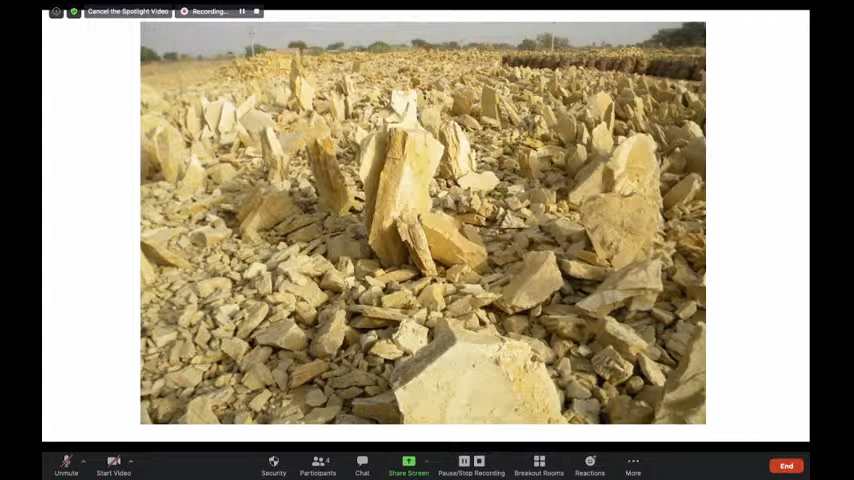 Cancel the Spotlight Video
Recording...
Unmute
Start Video
Security
Participants
4
Chat
Share Screen
Pause/Stop Recording
Breakout Rooms
Reactions
More
End